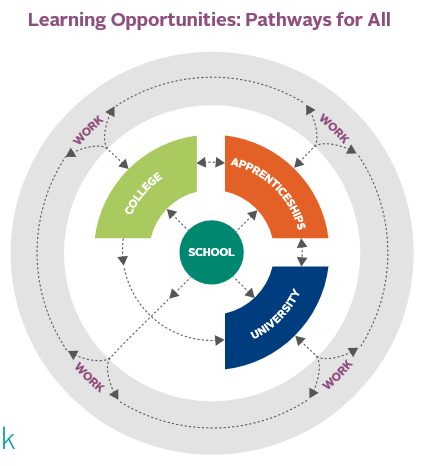 Learning Opportunities: Pathways for All
WORK
WORK
COLLEGE
APPRENTICESHIPS
SCHOOL
UNIVERSITY
WORK
WORK
k